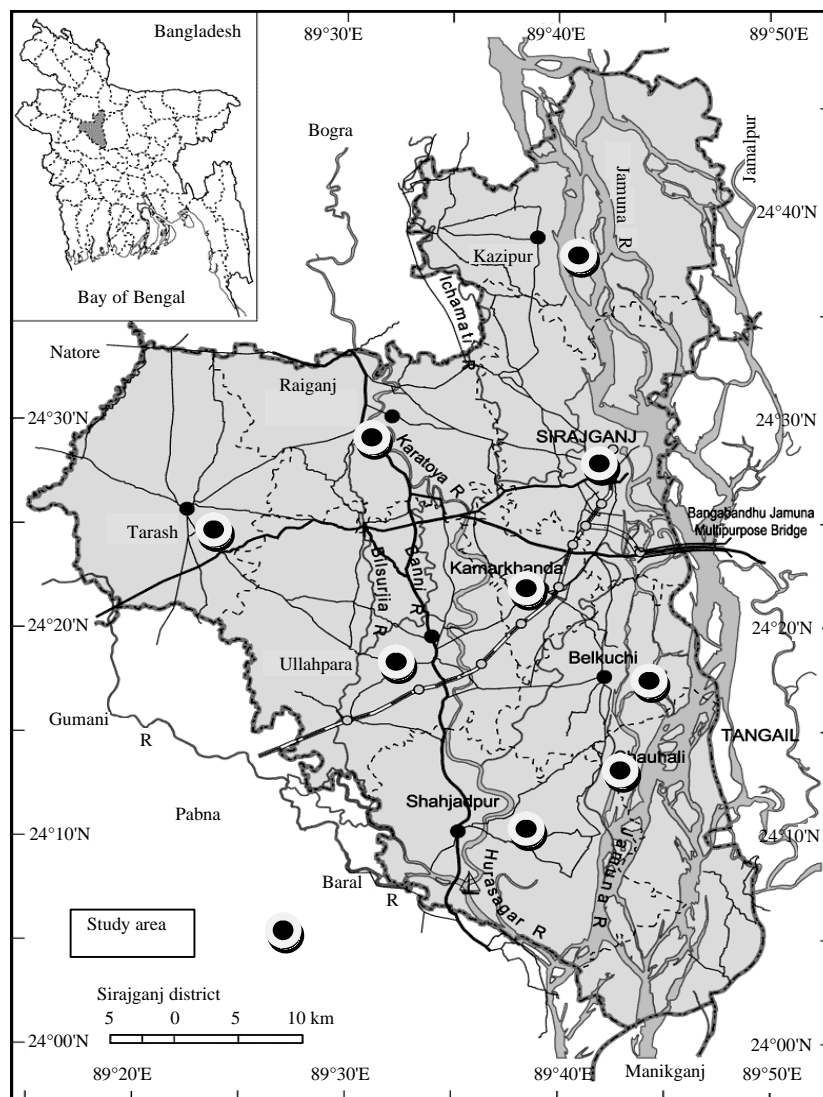 89°30'E
89°40'E
89°50'E
Bangladesh
Bay of Bengal
Bogra
Jamuna R
Jamalpur
24°40'N
Kazipur
Ichamati R
Natore
Raiganj
24°30'N
24°30'N
SIRAJGANJ
Karatoya R
Bangabandhu Jamuna
Multipurpose Bridge
Tarash
Kamarkhanda
Bilsurjia R
R
24°20'N
24°20'N
Ullahpara
Belkuchi
Gumani
R
TANGAIL
Pabna
Shahjadpur
24°10'N
24°10'N
Jamuna R
Hurasagar R
Baral
R
Study area
Sirajganj district
5 0 5 10 km
24°00'N
24°00'N
Manikganj
89°20'E
89°30'E
89°40'E
89°50'E